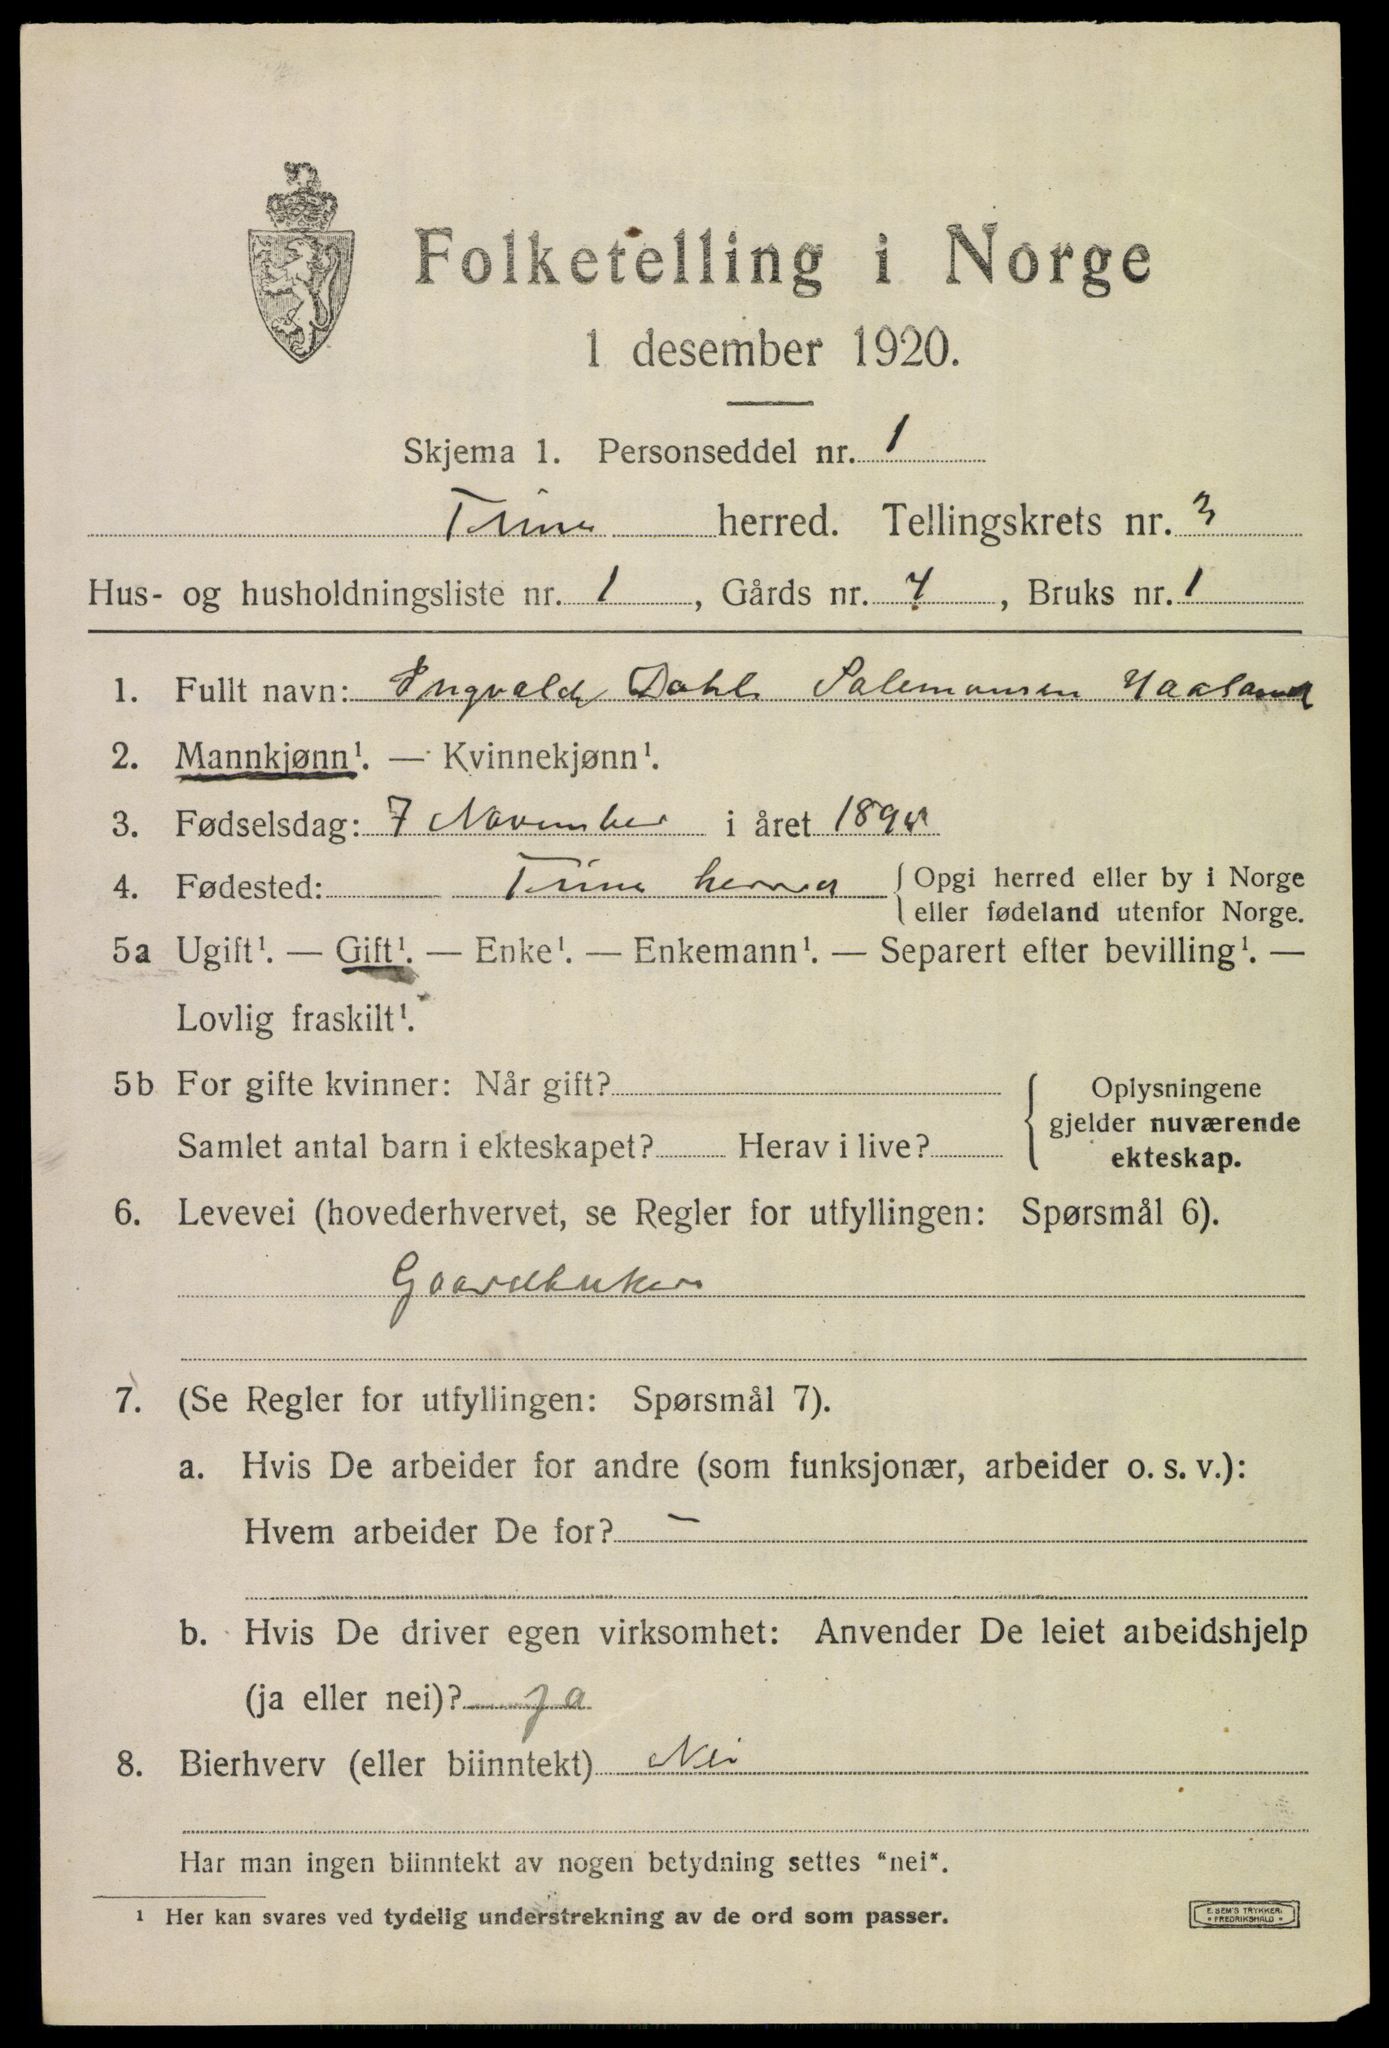 Folketelling i Norge
1 desember 1920.
Skjema 1. Personseddel nr. 1
Time herred. Tellingskrets nr. 3
Hus- og husholdningsliste nr. 1, Gårds nr. 7, Bruks nr. 1
1. Fullt navn: Ingvald Dahle Salemonsen Haaland
2. Mannkjønn¹. — Kvinnekjønn¹.
3. Fødselsdag: 7 November i året
4. Fødested: Time herred { Opgi herred eller by i Norge
eller fødeland utenfor Norge.
5a Ugift¹. — Gift¹. — Enke¹. — Enkemann¹. — Separert efter bevilling¹. —
Lovlig fraskilt¹.
5b For gifte kvinner: Når gift? { Oplysningene
gjelder nuværende
Samlet antal barn i ekteskapet? Herav i live?
ekteskap.
6. Levevei (hovederhvervet, se Regler for utfyllingen: Spørsmål 6).
Gaardbruker
7. (Se Regler for utfyllingen: Spørsmål 7).
a. Hvis De arbeider for andre (som funksjonær, arbeider o. s. v.):
Hvem arbeider De for? —
b. Hvis De driver egen virksomhet: Anvender De leiet arbeidshjelp
(ja eller nei)? ja
8. Bierhverv (eller biinntekt) Nei
Har man ingen biinntekt av nogen betydning settes "nei".
¹ Her kan svares ved tydelig understrekning av de ord som passer.
E. SEM'S TRYKKERI
• FREDRIKSHALD •